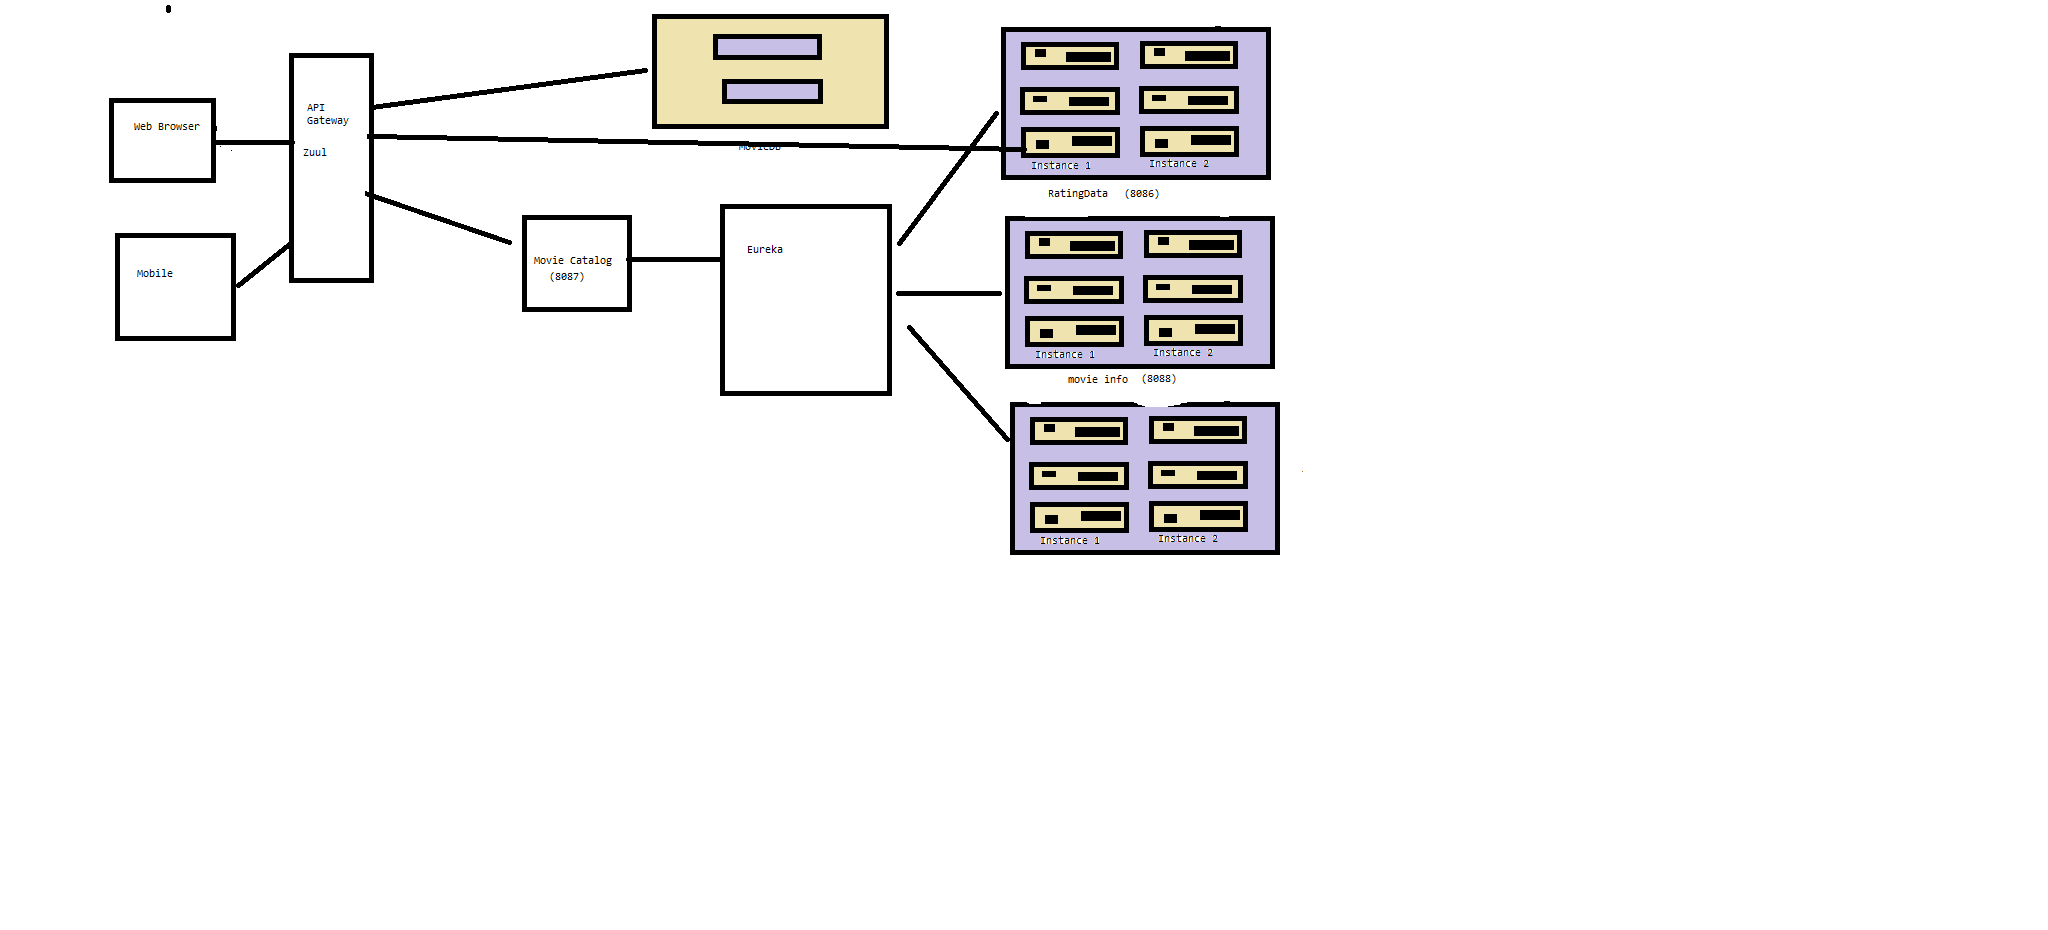 Web Browser
API
Gateway
Zuul
Mobile
MovieDB
Movie Catalog
(8087)
Eureka
Instance 1
Instance 2
RatingData (8086)
Instance 1
Instance 2
movie info (8088)
Instance 1
Instance 2